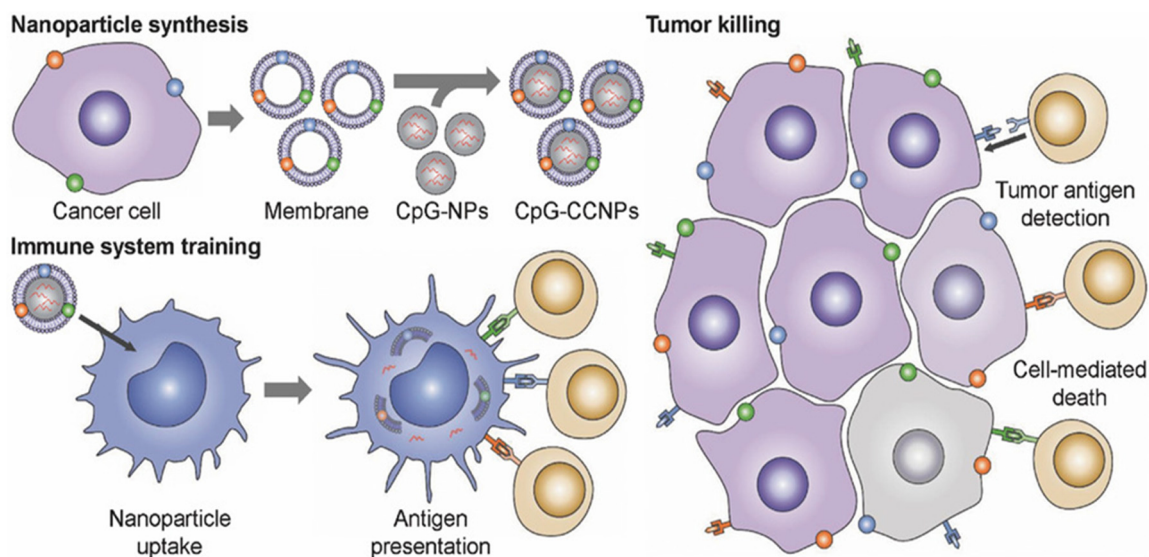 Nanoparticle synthesis
Cancer cell
Membrane
CpG-NPs
CpG-CCNPs
Immune system training
Nanoparticle
uptake
Antigen
presentation
Tumor killing
Tumor antigen
detection
Cell-mediated
death